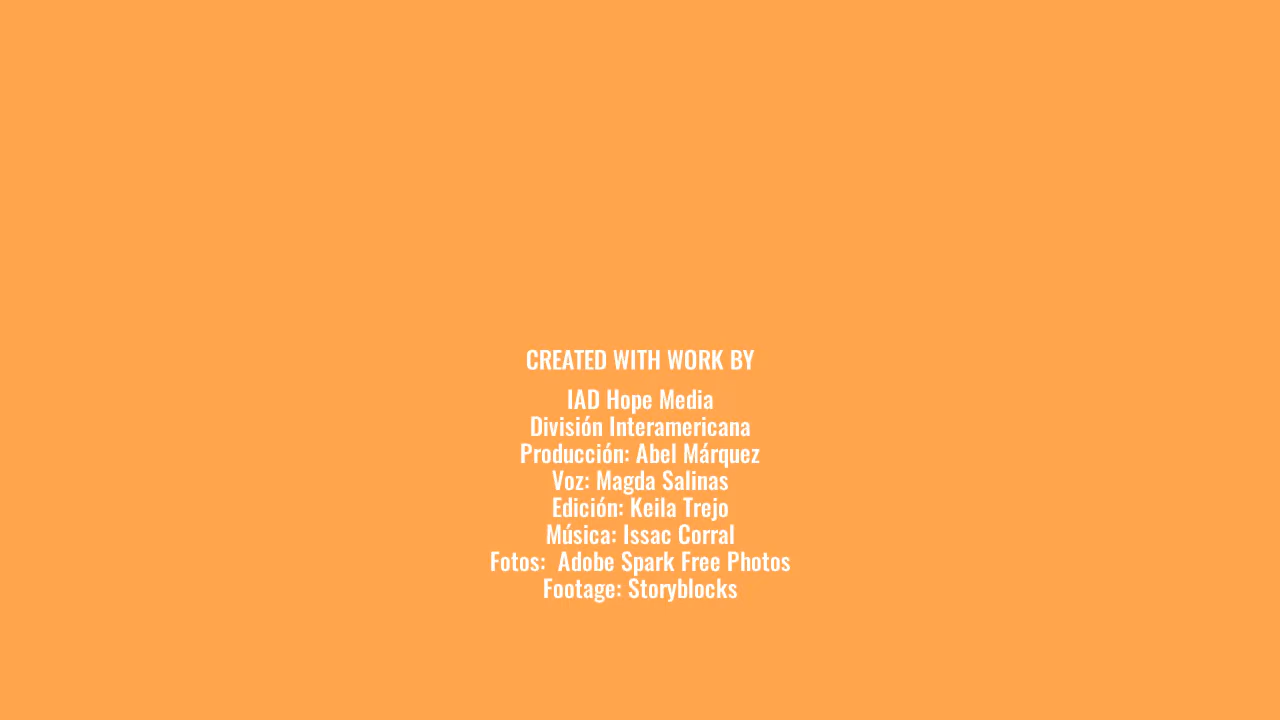 CREATED WITH WORK BY
IAD Hope Media
División Interamericana
Producción: Abel Márquez
Voz: Magda Salinas
Edición: Keila Trejo
Música: Issac Corral
Fotos:  Adobe Spark Free Photos
Footage: Storyblocks